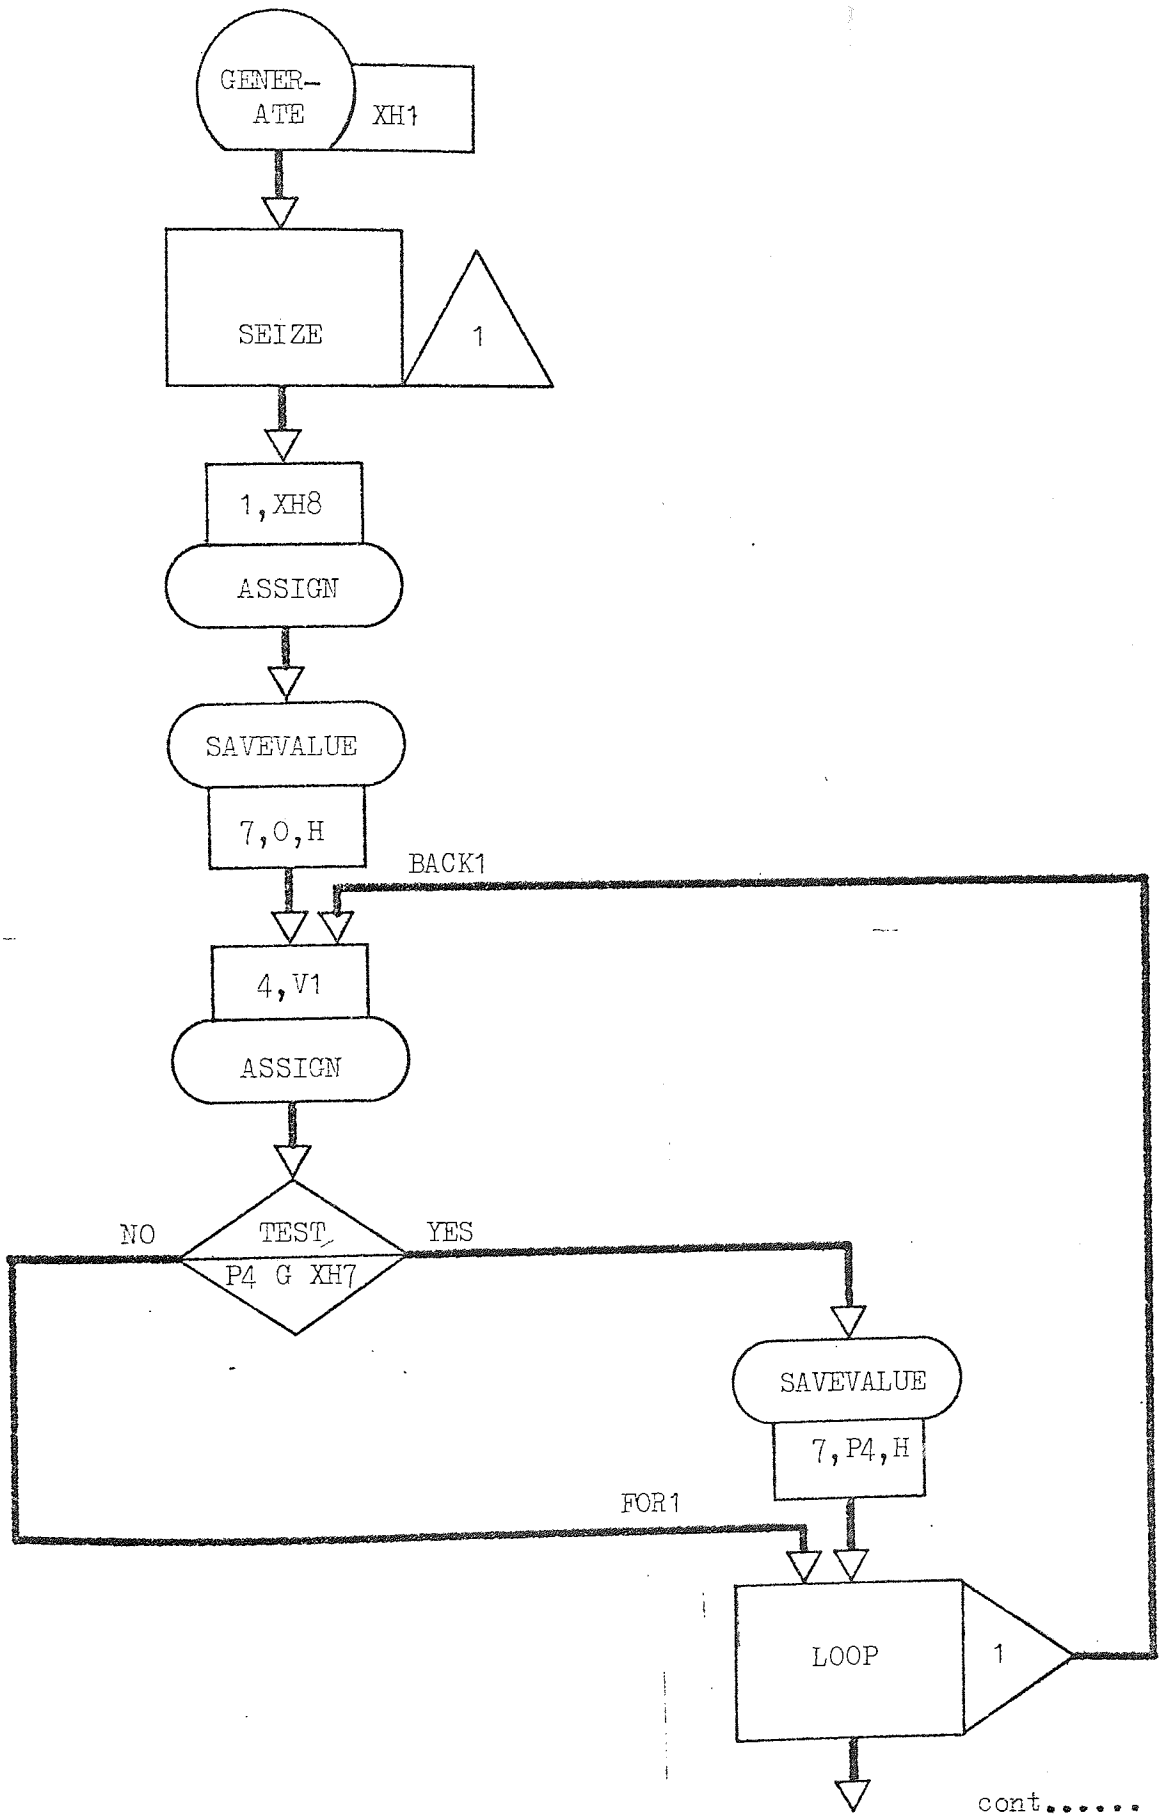 GENER-
ATE
XH1
SEIZE
1
1,XH8
ASSIGN
SAVEVALUE
7,0,H
BACK1
4,V1
ASSIGN
NO
TEST
YES
P4 G XH7
SAVEVALUE
7,P4,H
FOR1
LOOP
1
cont......